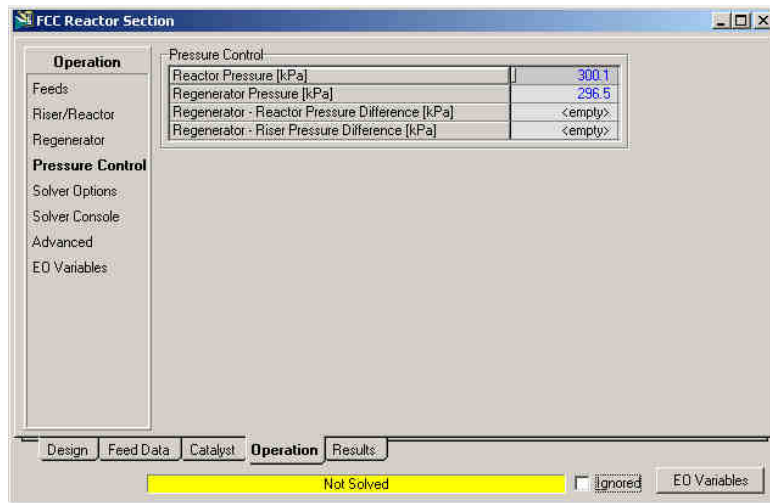 FCC Reactor Section
Operation
Feeds
Riser/Reactor
Regenerator
Pressure Control
Solver Options
Solver Console
Advanced
EO Variables
Pressure Control
Reactor Pressure [kPa] 300.1
Regenerator Pressure [kPa] 296.5
Regenerator - Reactor Pressure Difference [kPa] <empty>
Regenerator - Riser Pressure Difference [kPa] <empty>
Design Feed Data Catalyst Operation Results
Not Solved Ignored EO Variables